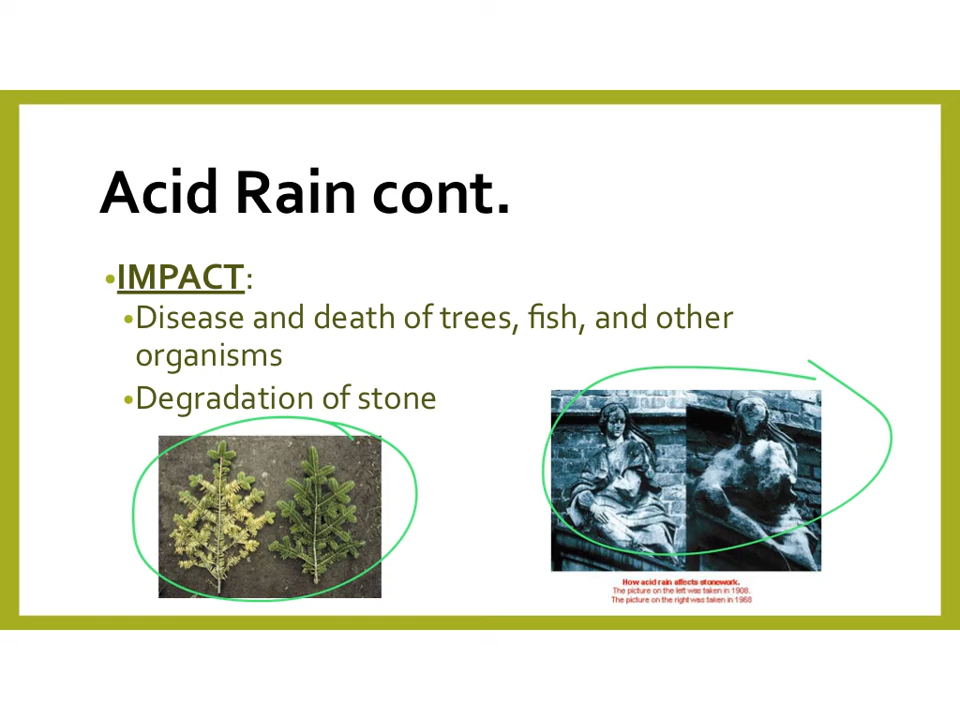 Acid Rain cont.
•IMPACT:
•Disease and death of trees, fish, and other
organisms
•Degradation of stone
How acid rain affects stonework.
The picture on the left was taken in 1908.
The picture on the right was taken in 1968